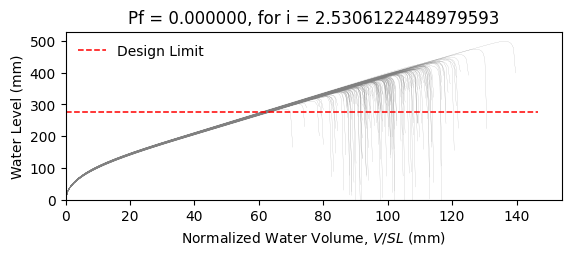 Pf = 0.000000, for i = 2.5306122448979593
Water Level (mm)
500
400
300
200
100
0
Design Limit
0 20 40 60 80 100 120 140
Normalized Water Volume, V/SL (mm)